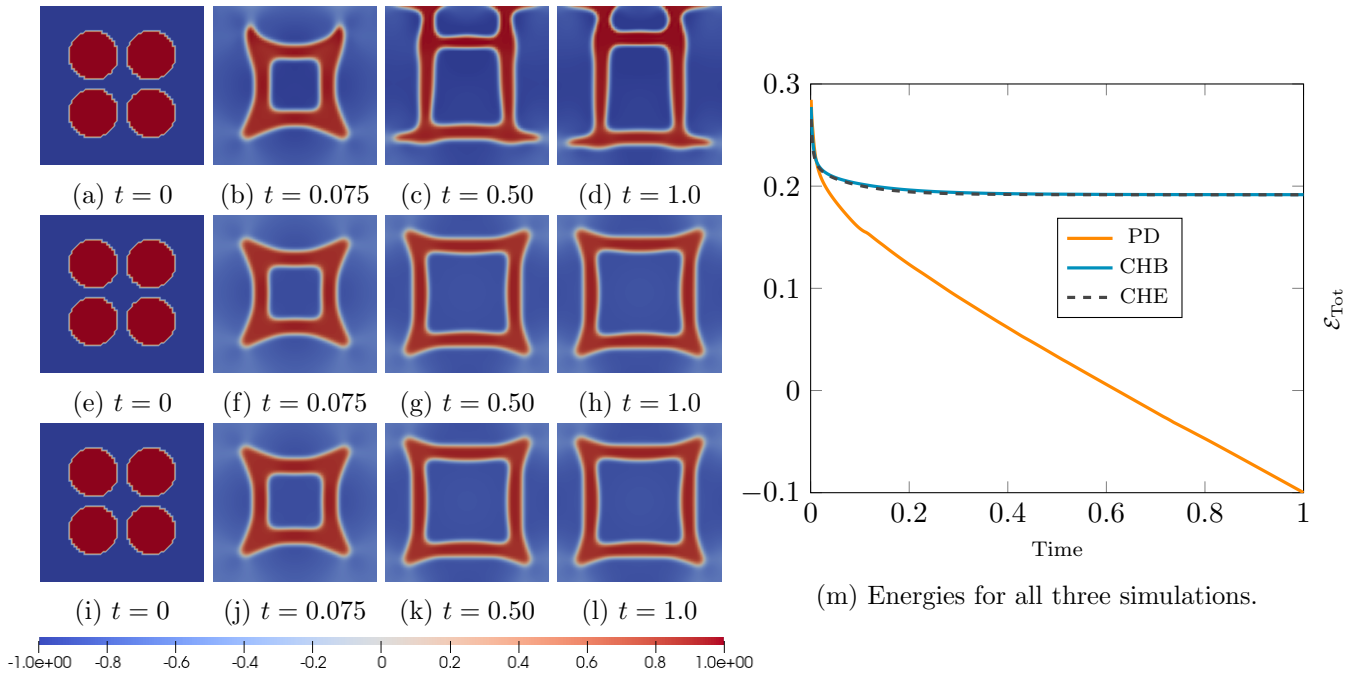 (a) t = 0
(b) t = 0.075
(c) t = 0.50
(d) t = 1.0
(e) t = 0
(f) t = 0.075
(g) t = 0.50
(h) t = 1.0
(i) t = 0
(j) t = 0.075
(k) t = 0.50
(l) t = 1.0
-1.0e+00 -0.8 -0.6 -0.4 -0.2 0 0.2 0.4 0.6 0.8 1.0e+00
0.3
0.2
0.1
0
−0.1
0 0.2 0.4 0.6 0.8 1
Time
PD
CHB
CHE
ℰTot
(m) Energies for all three simulations.